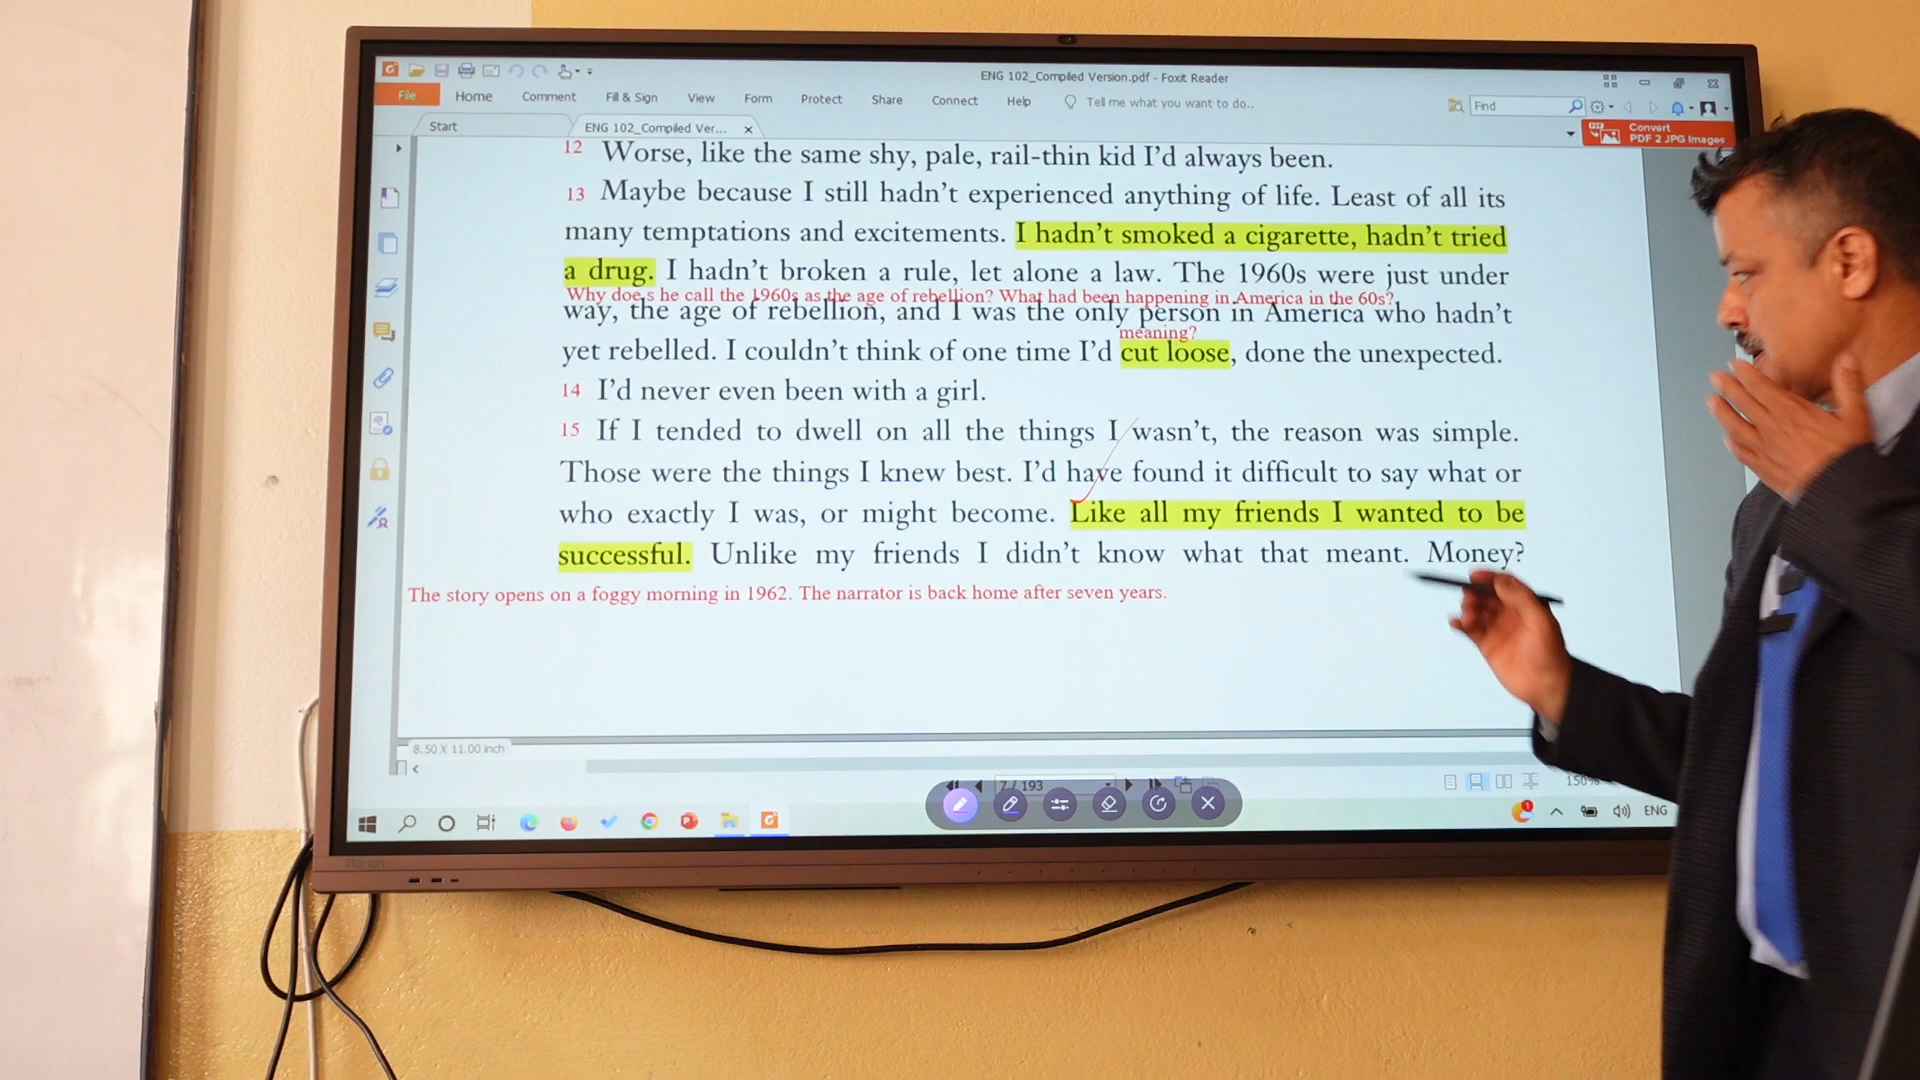 ENG 102_Compiled Version.pdf - Foxit Reader
File Home Comment Fill & Sign View Form Protect Share Connect Help Tell me what you want to do.. Find
Start ENG 102_Compiled Ver...
Convert
PDF 2 JPG Images
12 Worse, like the same shy, pale, rail-thin kid I’d always been.
13 Maybe because I still hadn’t experienced anything of life. Least of all its
many temptations and excitements. I hadn’t smoked a cigarette, hadn’t tried
a drug. I hadn’t broken a rule, let alone a law. The 1960s were just under
Why doe,s he call the 1960s as the age of rebellion? What had been happening in America in the 60s?
way, the age of rebellion, and I was the only person in America who hadn’t
meaning?
yet rebelled. I couldn’t think of one time I’d cut loose, done the unexpected.
14 I’d never even been with a girl.
15 If I tended to dwell on all the things I wasn’t, the reason was simple.
Those were the things I knew best. I’d have found it difficult to say what or
who exactly I was, or might become. Like all my friends I wanted to be
successful. Unlike my friends I didn’t know what that meant. Money?
The story opens on a foggy morning in 1962. The narrator is back home after seven years.
8.50 X 11.00 inch
7 / 193
150%
1 ENG